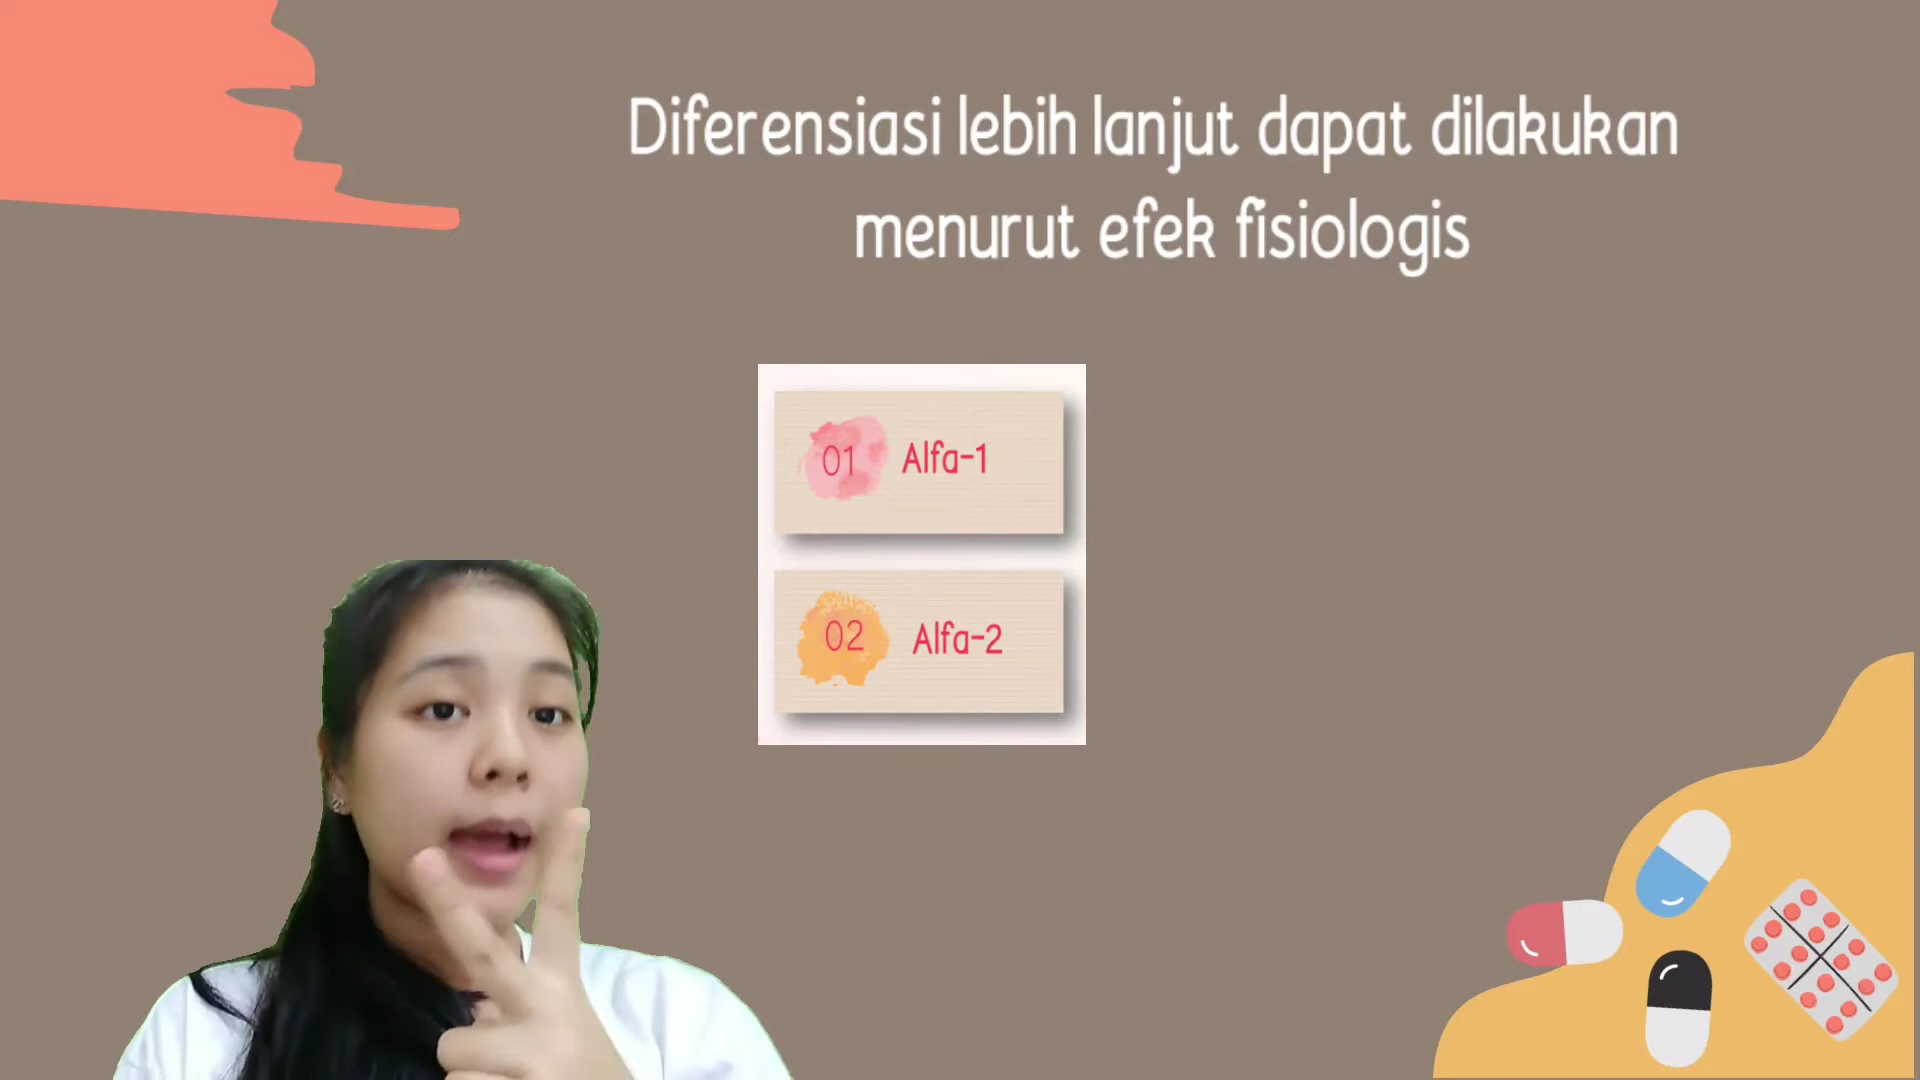 Diferensiasi lebih lanjut dapat dilakukan
menurut efek fisiologis
01 Alfa-1
02 Alfa-2